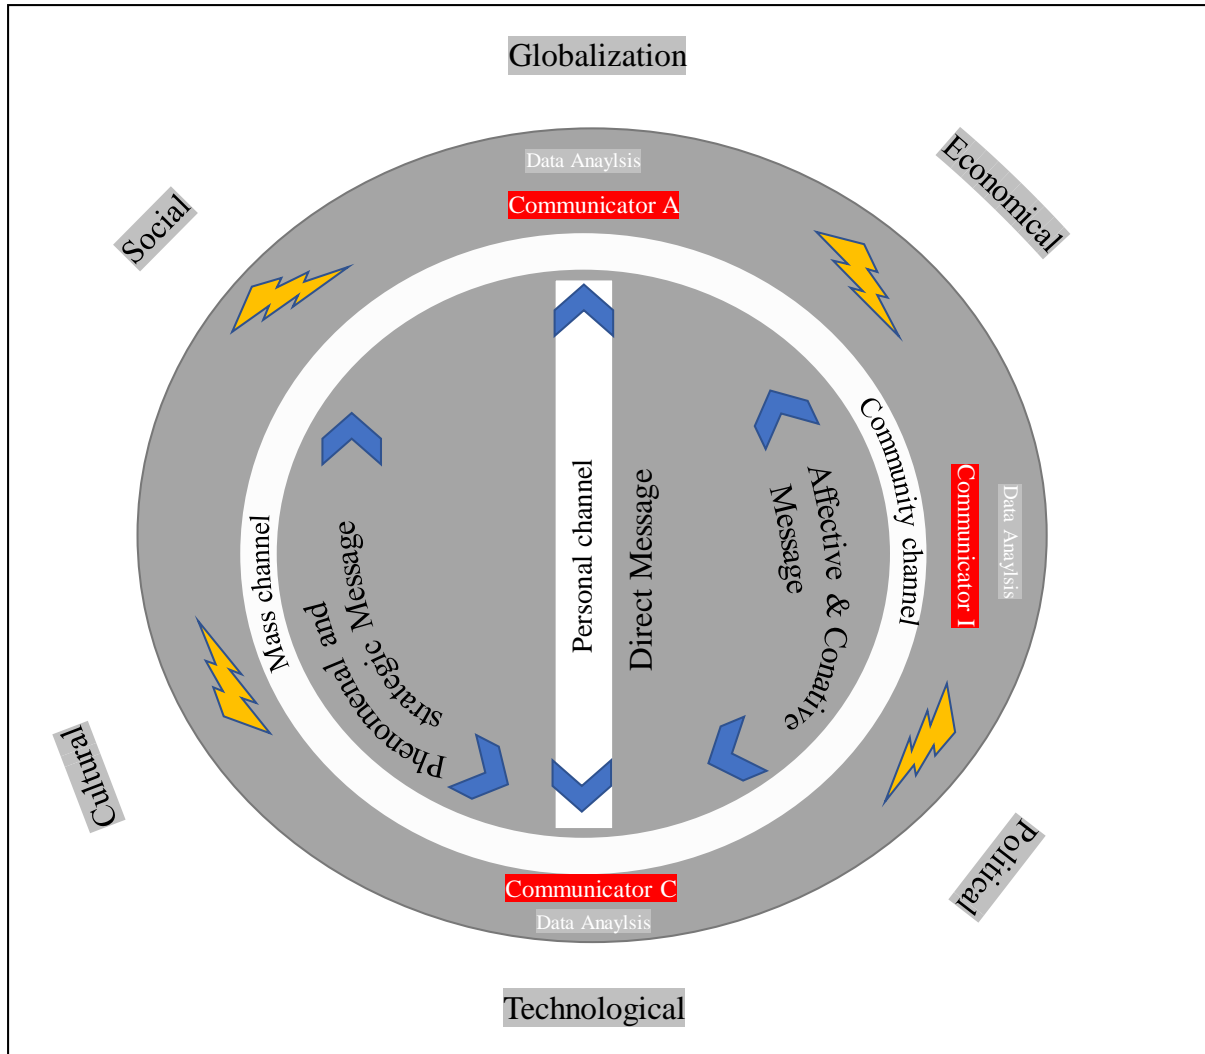 Globalization
Economical
Social
Data Anaylsis
Communicator A
Community channel
Affective & Conative
Message
Communicator I
Data Anaylsis
Personal channel
Direct Message
Mass channel
Phenomenal and
strategic Message
Cultural
Political
Communicator C
Data Anaylsis
Technological